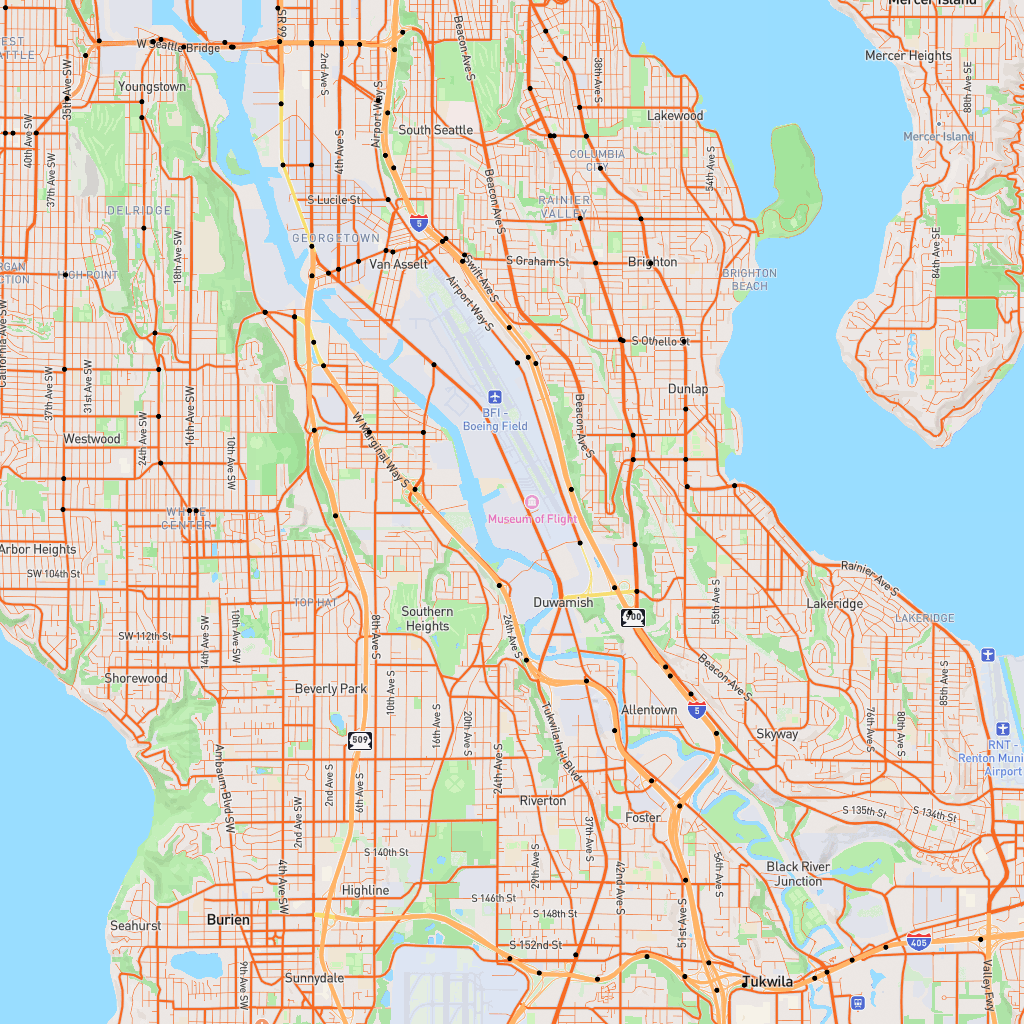 Mercer Island
WEST
SEATTLE
W Seattle Bridge
SR 99
2nd Ave S
Beacon Ave S
38th Ave S
Mercer Heights
88th Ave SE
35th Ave SW
Youngstown
Airport Way S
South Seattle
Lakewood
40th Ave SW
37th Ave SW
4th Ave S
COLUMBIA
CITY
54th Ave S
Mercer Island
DELRIDGE
S Lucile St
Beacon Ave S
RAINIER
VALLEY
18th Ave SW
GEORGETOWN
5
84th Ave SE
HIGH POINT
Van Asselt
Swift Ave S
S Graham St
Brighton
BRIGHTON
BEACH
Airport Way S
California Ave SW
S Othello St
37th Ave SW
31st Ave SW
16th Ave SW
Dunlap
BFI -
Boeing Field
Beacon Ave S
Westwood
24th Ave SW
10th Ave SW
W Marginal Way S
WHITE
CENTER
Museum of Flight
Arbor Heights
SW 104th St
Rainier Ave S
TOP HAT
Duwamish
55th Ave S
Lakeridge
LAKERIDGE
Southern
Heights
900
10th Ave SW
14th Ave SW
8th Ave S
26th Ave S
SW 112th St
Shorewood
Beverly Park
10th Ave S
Beacon Ave S
85th Ave S
16th Ave S
20th Ave S
Tukwila Int'l Blvd
Allentown
5
76th Ave S
80th Ave S
Skyway
509
24th Ave S
RNT -
Renton Muni
Airport
Ambaum Blvd SW
2nd Ave S
6th Ave S
2nd Ave SW
Riverton
Foster
37th Ave S
S 135th St
S 134th St
S 140th St
29th Ave S
42nd Ave S
56th Ave S
Black River
Junction
4th Ave SW
Highline
S 146th St
S 148th St
Seahurst
Burien
51st Ave S
S 152nd St
405
Sunnydale
9th Ave SW
Tukwila
Valley Fwy